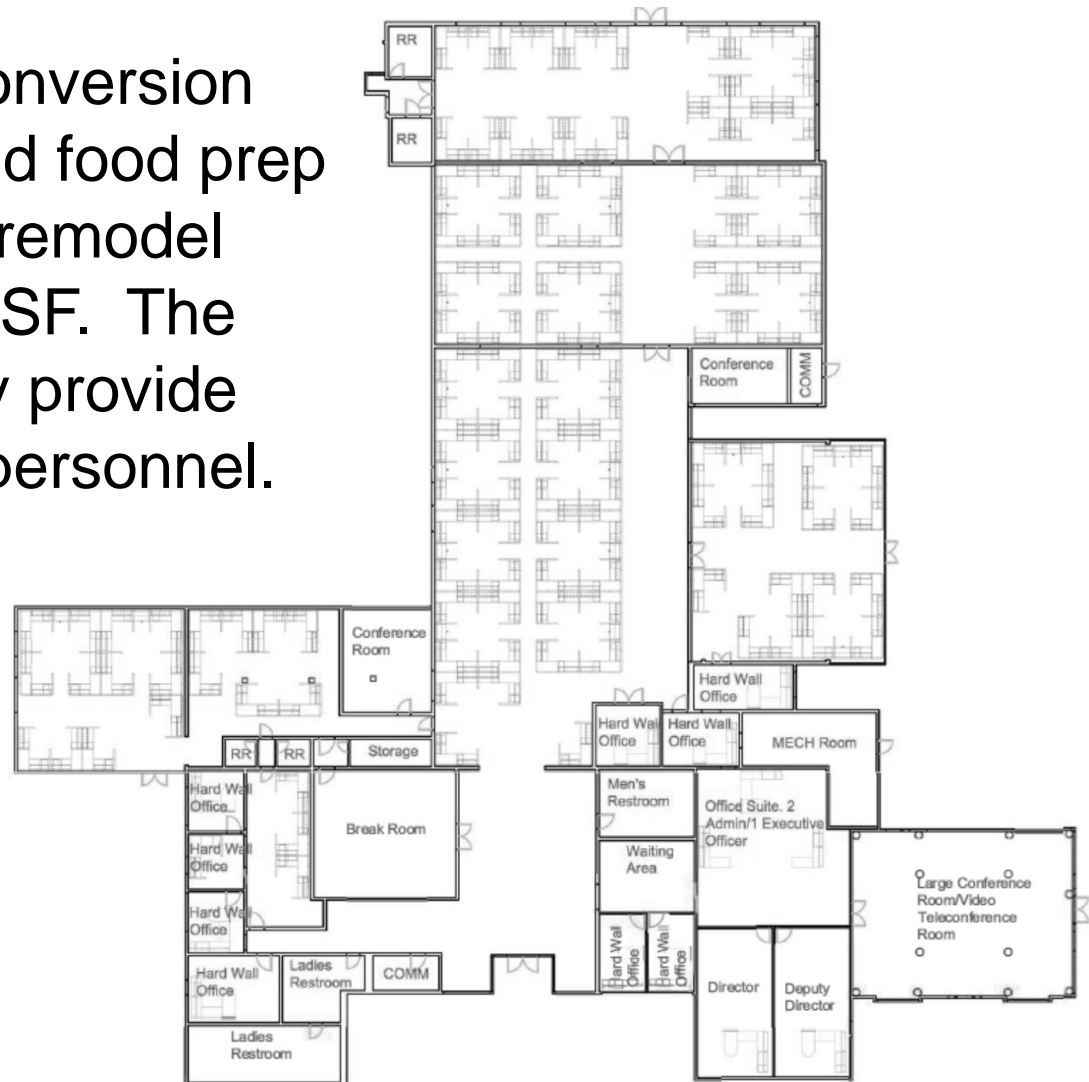 onversion
d food prep
remodel
SF. The
y provide
personnel.
RR
RR
Conference
Room
COMM
Conference
Room
Hard Wall
Office
Hard Wall
Office
Hard Wall
Office
MECH Room
RR
RR
Storage
Hard Wall
Office
Men's
Restroom
Office Suite. 2
Admin/1 Executive
Officer
Break Room
Hard Wall
Office
Waiting
Area
Large Conference
Room/Video
Teleconference
Room
Hard Wall
Office
Hard Wall
Office
Hard Wall
Office
Hard Wall
Office
Ladies
Restroom
COMM
Director
Deputy
Director
Ladies
Restroom